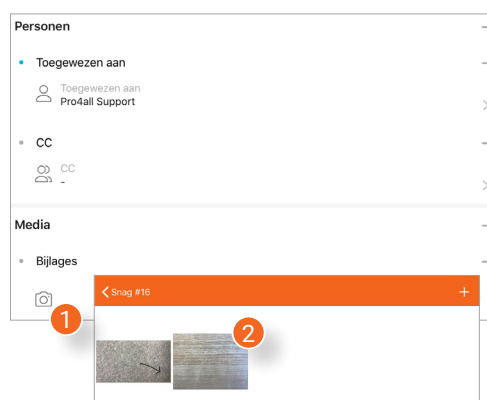 Personen
Toegewezen aan
Toegewezen aan
Pro4all Support
CC
CC
-
Media
Bijlages
Snag #16
+
1
2